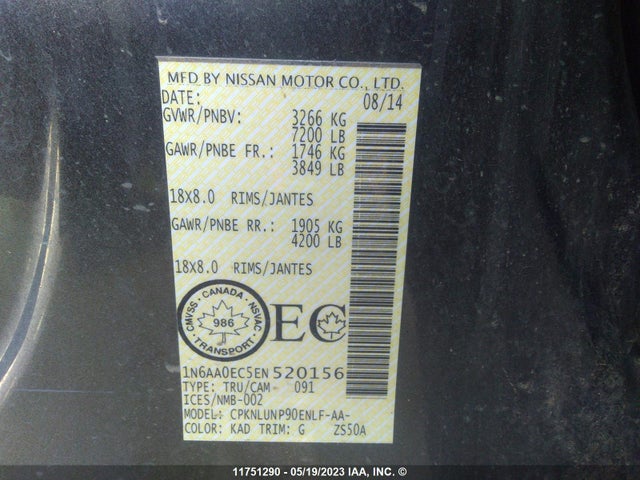 MFD BY NISSAN MOTOR CO., LTD.
DATE: 08/14
GVWR/PNBV: 3266 KG
7200 LB
GAWR/PNBE FR.: 1746 KG
3849 LB
18X8.0 RIMS/JANTES
GAWR/PNBE RR.: 1905 KG
4200 LB
18X8.0 RIMS/JANTES
CMVSS · CANADA · NSVAC · TRANSPORT ·
986
EC
1N6AA0EC5EN520156
TYPE: TRU/CAM 091
ICES/NMB-002
MODEL: CPKNLUNP90ENLF-AA-
COLOR: KAD TRIM: G ZS50A
11751290 - 05/19/2023 IAA, INC. ©